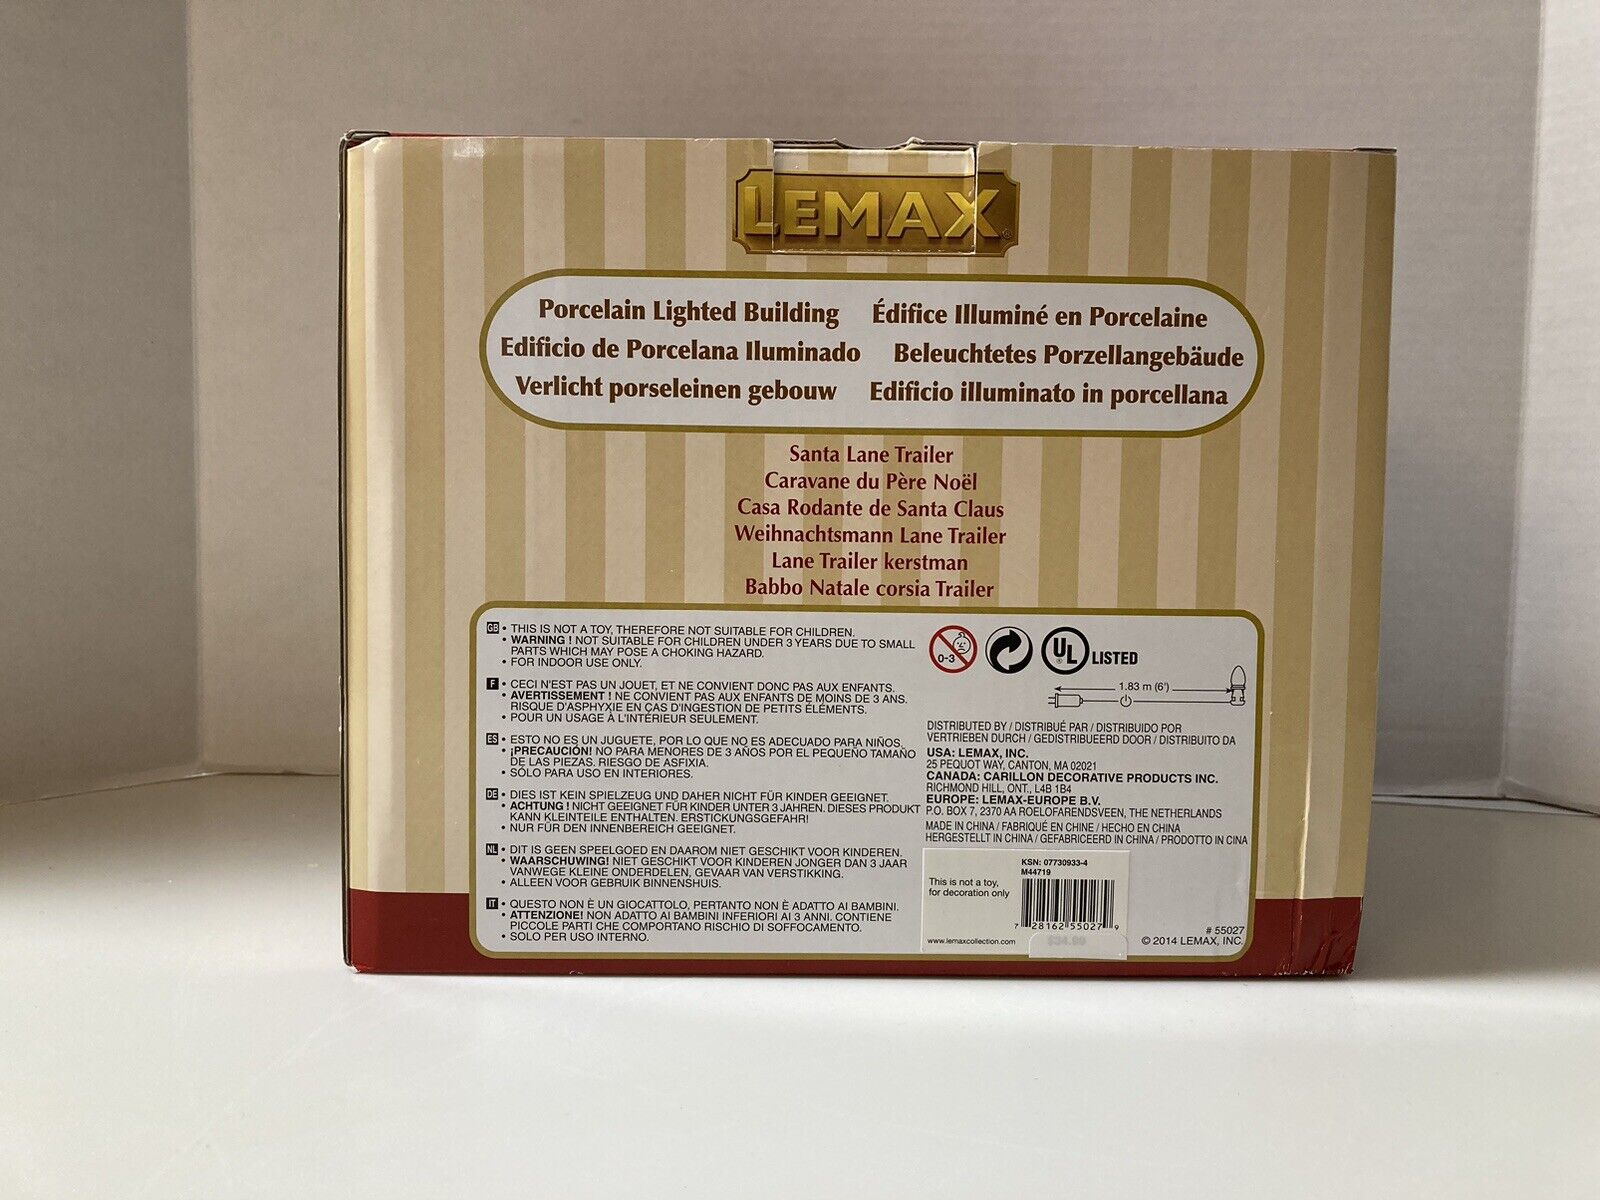 LEMAX
Porcelain Lighted Building Édifice Illuminé en Porcelaine
Edificio de Porcelana Iluminado Beleuchtetes Porzellangebäude
Verlicht porseleinen gebouw Edificio illuminato in porcellana
Santa Lane Trailer
Caravane du Père Noël
Casa Rodante de Santa Claus
Weihnachtsmann Lane Trailer
Lane Trailer kerstman
Babbo Natale corsia Trailer
GB • THIS IS NOT A TOY, THEREFORE NOT SUITABLE FOR CHILDREN.
• WARNING ! NOT SUITABLE FOR CHILDREN UNDER 3 YEARS DUE TO SMALL
PARTS WHICH MAY POSE A CHOKING HAZARD.
• FOR INDOOR USE ONLY.
F • CECI N'EST PAS UN JOUET, ET NE CONVIENT DONC PAS AUX ENFANTS.
• AVERTISSEMENT ! NE CONVIENT PAS AUX ENFANTS DE MOINS DE 3 ANS.
RISQUE D'ASPHYXIE EN CAS D'INGESTION DE PETITS ÉLÉMENTS.
• POUR UN USAGE À L'INTÉRIEUR SEULEMENT.
ES • ESTO NO ES UN JUGUETE, POR LO QUE NO ES ADECUADO PARA NIÑOS.
• ¡PRECAUCIÓN! NO PARA MENORES DE 3 AÑOS POR EL PEQUEÑO TAMAÑO
DE LAS PIEZAS. RIESGO DE ASFIXIA.
• SÓLO PARA USO EN INTERIORES.
DE • DIES IST KEIN SPIELZEUG UND DAHER NICHT FÜR KINDER GEEIGNET.
• ACHTUNG ! NICHT GEEIGNET FÜR KINDER UNTER 3 JAHREN. DIESES PRODUKT
KANN KLEINTEILE ENTHALTEN. ERSTICKUNGSGEFAHR!
• NUR FÜR DEN INNENBEREICH GEEIGNET.
NL • DIT IS GEEN SPEELGOED EN DAAROM NIET GESCHIKT VOOR KINDEREN.
• WAARSCHUWING! NIET GESCHIKT VOOR KINDEREN JONGER DAN 3 JAAR
VANWEGE KLEINE ONDERDELEN, GEVAAR VAN VERSTIKKING.
• ALLEEN VOOR GEBRUIK BINNENSHUIS.
IT • QUESTO NON È UN GIOCATTOLO, PERTANTO NON È ADATTO AI BAMBINI.
• ATTENZIONE! NON ADATTO AI BAMBINI INFERIORI AI 3 ANNI. CONTIENE
PICCOLE PARTI CHE COMPORTANO RISCHIO DI SOFFOCAMENTO.
• SOLO PER USO INTERNO.
0-3
UL LISTED
1.83 m (6')
DISTRIBUTED BY / DISTRIBUÉ PAR / DISTRIBUIDO POR
VERTRIEBEN DURCH / GEDISTRIBUEERD DOOR / DISTRIBUITO DA
USA: LEMAX, INC.
25 PEQUOT WAY, CANTON, MA 02021
CANADA: CARILLON DECORATIVE PRODUCTS INC.
RICHMOND HILL, ONT., L4B 1B4
EUROPE: LEMAX-EUROPE B.V.
P.O. BOX 7, 2370 AA ROELOFARENDSVEEN, THE NETHERLANDS
MADE IN CHINA / FABRIQUÉ EN CHINE / HECHO EN CHINA
HERGESTELLT IN CHINA / GEFABRICEERD IN CHINA / PRODOTTO IN CINA
KSN: 07730933-4
M44719
This is not a toy,
for decoration only
7 28162 55027 9
www.lemaxcollection.com
$34.99
# 55027
© 2014 LEMAX, INC.